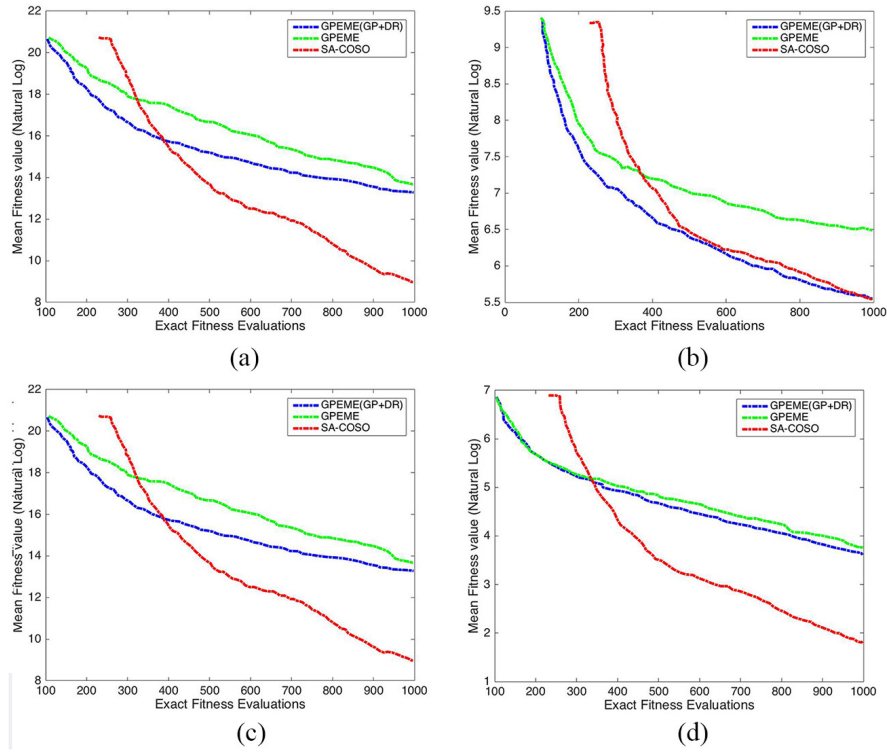 22
20
18
16
14
12
10
8
Mean Fitness value (Natural Log)
GPEME(GP+DR)
GPEME
SA-COSO
100 200 300 400 500 600 700 800 900 1000
Exact Fitness Evaluations
(a)
9.5
9
8.5
8
7.5
7
6.5
6
5.5
Mean Fitness value (Natural Log)
GPEME(GP+DR)
GPEME
SA-COSO
0 200 400 600 800 1000
Exact Fitness Evaluations
(b)
22
20
18
16
14
12
10
8
Mean Fitness value (Natural Log)
GPEME(GP+DR)
GPEME
SA-COSO
100 200 300 400 500 600 700 800 900 1000
Exact Fitness Evaluations
(c)
7
6
5
4
3
2
1
Mean Fitness value (Natural Log)
GPEME(GP+DR)
GPEME
SA-COSO
100 200 300 400 500 600 700 800 900 1000
Exact Fitness Evaluations
(d)